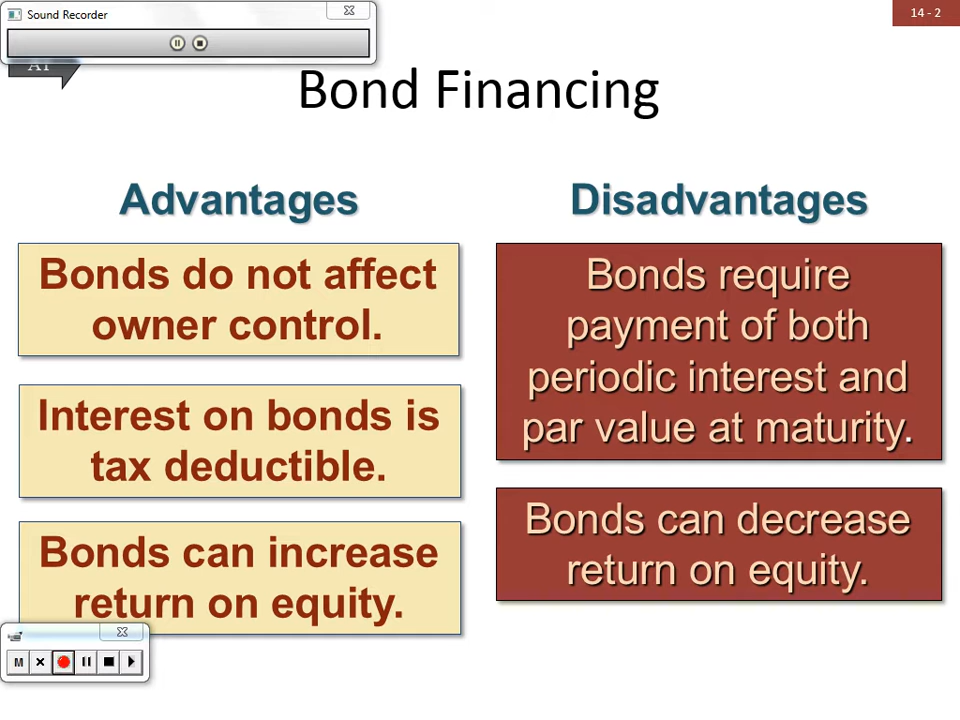 Sound Recorder
14 - 2
A1
Bond Financing
Advantages
Disadvantages
Bonds do not affect
owner control.
Interest on bonds is
tax deductible.
Bonds can increase
return on equity.
Bonds require
payment of both
periodic interest and
par value at maturity.
Bonds can decrease
return on equity.
M